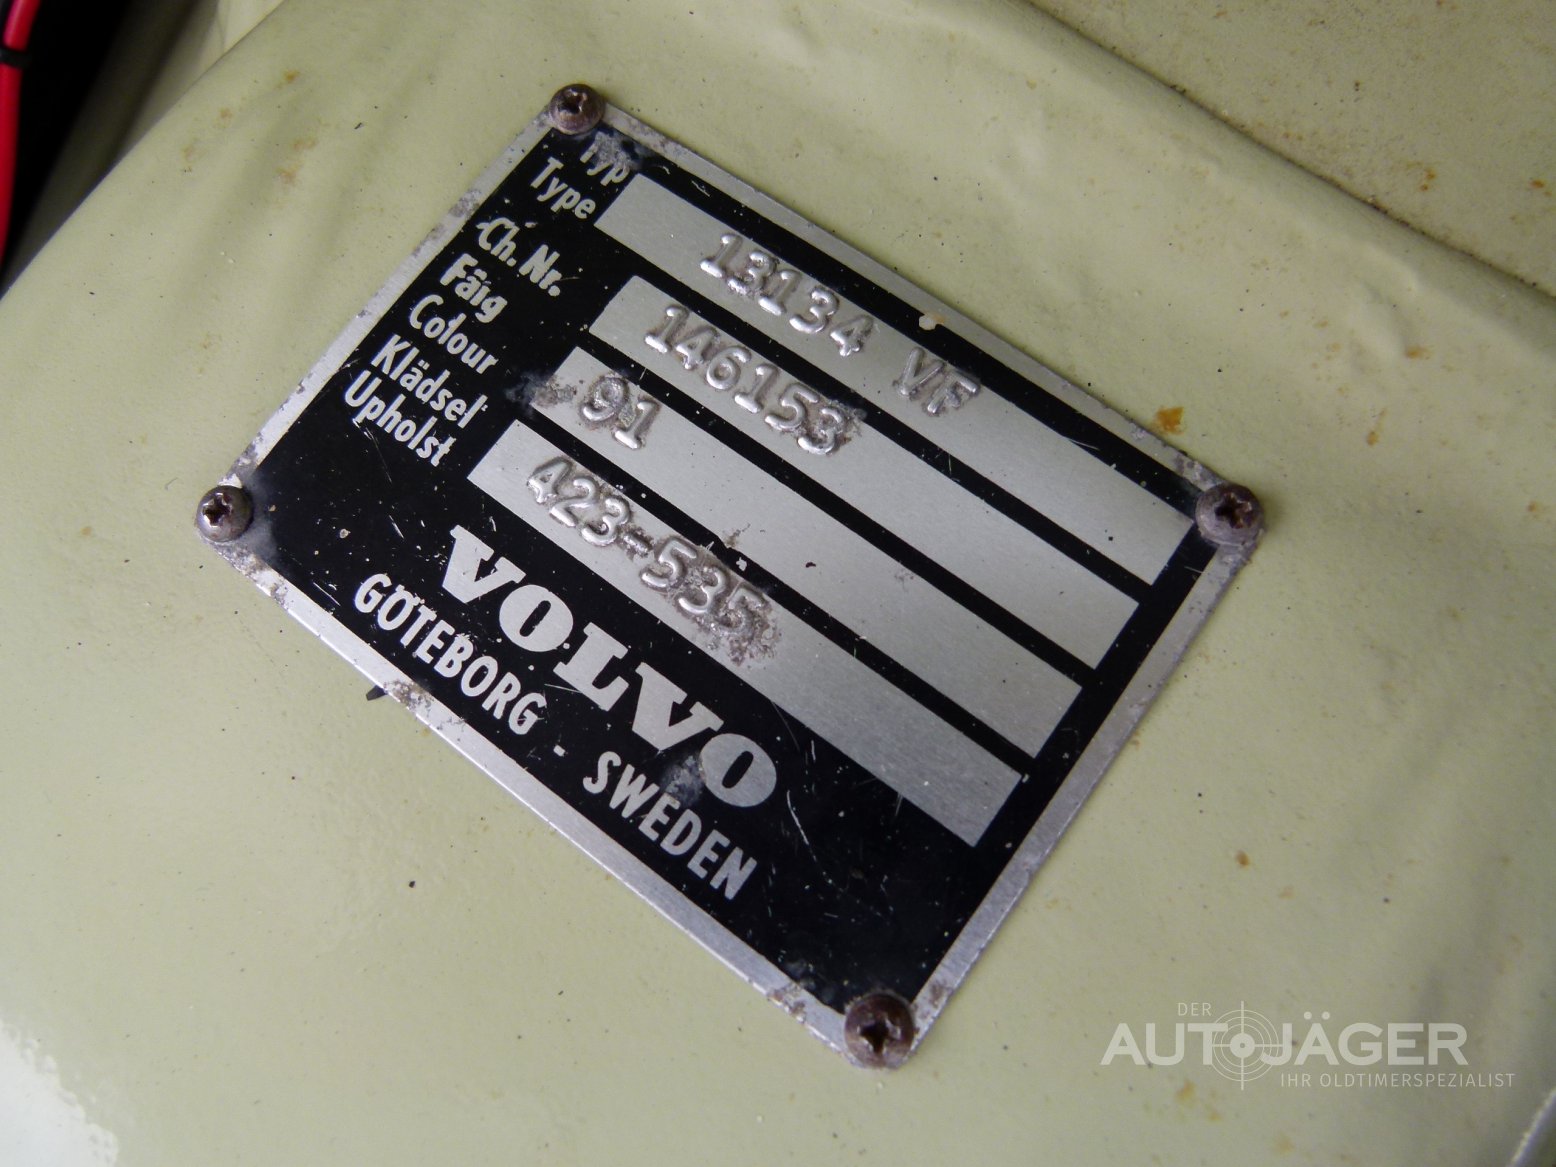 Typ
Type 13134 VF
Ch. Nr. 146153
Färg 91
Colour
Klädsel 423-535
Upholst
VOLVO
GÖTEBORG - SWEDEN
DER
AUTOJÄGER
IHR OLDTIMERSPEZIALIST